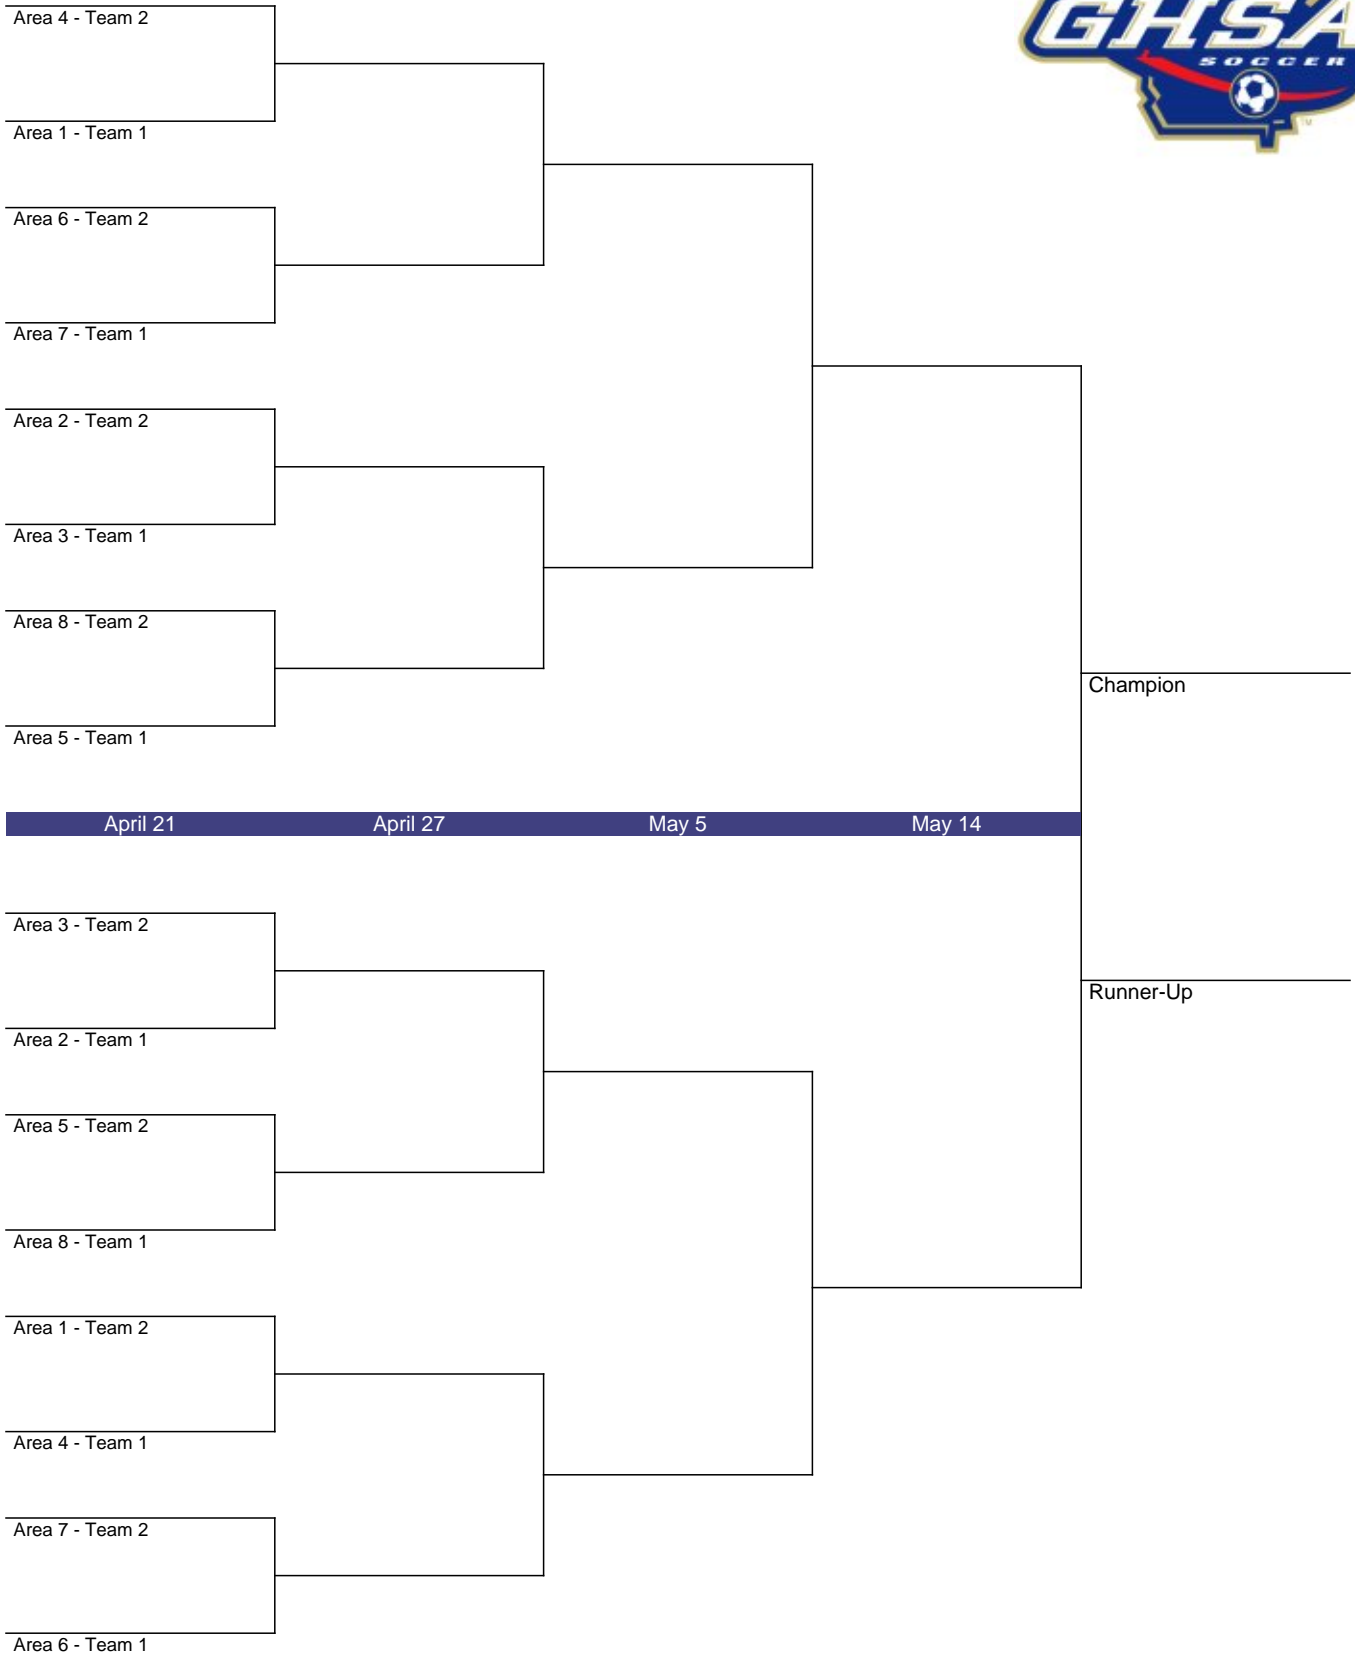 GHSA
SOCCER
TM
Area 4 - Team 2
Area 1 - Team 1
Area 6 - Team 2
Area 7 - Team 1
Area 2 - Team 2
Area 3 - Team 1
Area 8 - Team 2
Champion
Area 5 - Team 1
April 21 April 27 May 5 May 14
Area 3 - Team 2
Runner-Up
Area 2 - Team 1
Area 5 - Team 2
Area 8 - Team 1
Area 1 - Team 2
Area 4 - Team 1
Area 7 - Team 2
Area 6 - Team 1